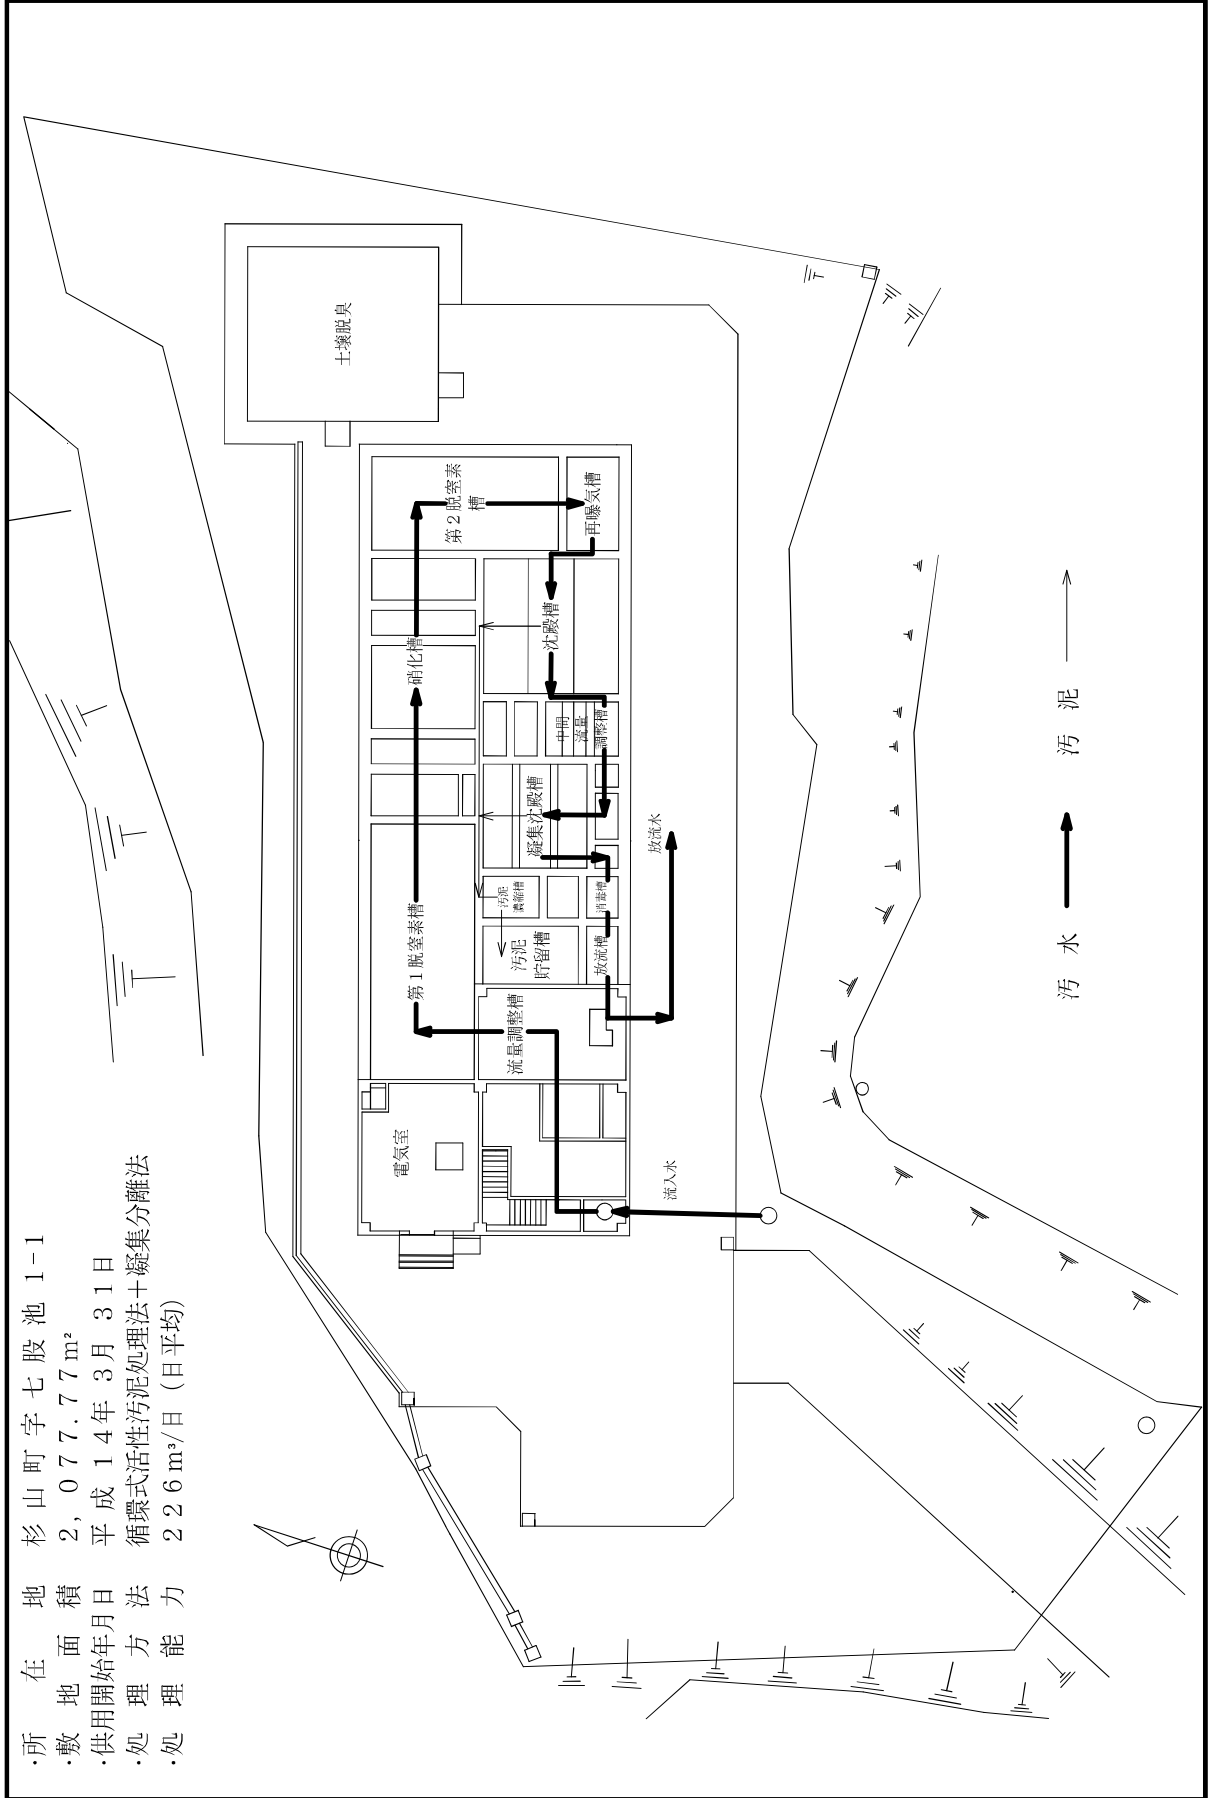 ・所在地 杉山町字七股池 1-1
・敷地面積 2,077.77m²
・供用開始年月日 平成 14年 3月 31日
・処理方法 循環式活性汚泥処理法＋凝集分離法
・処理能力 226m³/日 (日平均)
土壌脱臭
第2脱窒素
槽
再曝気槽
硝化槽
沈殿槽
中間
流量
調整槽
凝集沈殿槽
第1脱窒素槽
汚泥
濃縮槽
消毒槽
汚泥
貯留槽
放流槽
放流水
流量調整槽
電気室
流入水
汚水
汚泥